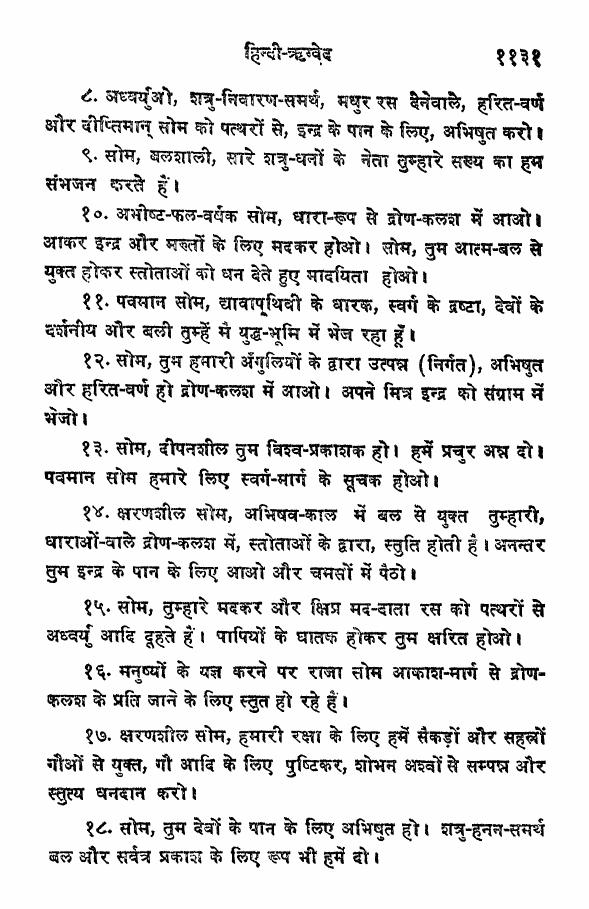 हिन्दी-ऋग्वेद ११३१
८. अध्वर्युओ, शत्रु-निवारण-समर्थ, मधुर रस देनेवाले, हरित-वर्ण
और दीप्तिमान् सोम को पत्थरों से, इन्द्र के पान के लिए, अभिषुत करो।
९. सोम, बलशाली, सारे शत्रु-धनों के नेता तुम्हारे सख्य का हम
संभजन करते हैं।
१०. अभीष्ट-फल-वर्षक सोम, धारा-रूप से द्रोण-कलश में आओ।
आकर इन्द्र और मरुतों के लिए मदकर होओ। सोम, तुम आत्म-बल से
युक्त होकर स्तोताओं को धन देते हुए मादयिता होओ।
११. पवमान सोम, द्यावापृथिवी के धारक, स्वर्ग के द्रष्टा, देवों के
दर्शनीय और बली तुम्हें मै युद्ध-भूमि में भेज रहा हूँ।
१२. सोम, तुम हमारी अँगुलियों के द्वारा उत्पन्न (निर्गत), अभिषुत
और हरित-वर्ण हो द्रोण-कलश में आओ। अपने मित्र इन्द्र को संग्राम में
भेजो।
१३. सोम, दीपनशील तुम विश्व-प्रकाशक हो। हमें प्रचुर अन्न दो।
पवमान सोम हमारे लिए स्वर्ग-मार्ग के सूचक होओ।
१४. क्षरणशील सोम, अभिषव-काल में बल से युक्त तुम्हारी,
धाराओं-वाले द्रोण-कलश में, स्तोताओं के द्वारा, स्तुति होती है। अनन्तर
तुम इन्द्र के पान के लिए आओ और चमसों में पैठो।
१५. सोम, तुम्हारे मदकर और क्षिप्र मद-दाता रस को पत्थरों से
अध्वर्यु आदि दूहते हैं। पापियों के घातक होकर तुम क्षरित होओ।
१६. मनुष्यों के यज्ञ करने पर राजा सोम आकाश-मार्ग से द्रोण-
कलश के प्रति जाने के लिए स्तुत हो रहे हैं।
१७. क्षरणशील सोम, हमारी रक्षा के लिए हमें सैकड़ों और सहस्रों
गौओं से युक्त, गौ आदि के लिए पुष्टिकर, शोभन अश्वों से सम्पन्न और
स्तुत्य धनदान करो।
१८. सोम, तुम देवों के पान के लिए अभिषुत हो। शत्रु-हनन-समर्थ
बल और सर्वत्र प्रकाश के लिए रूप भी हमें दो।